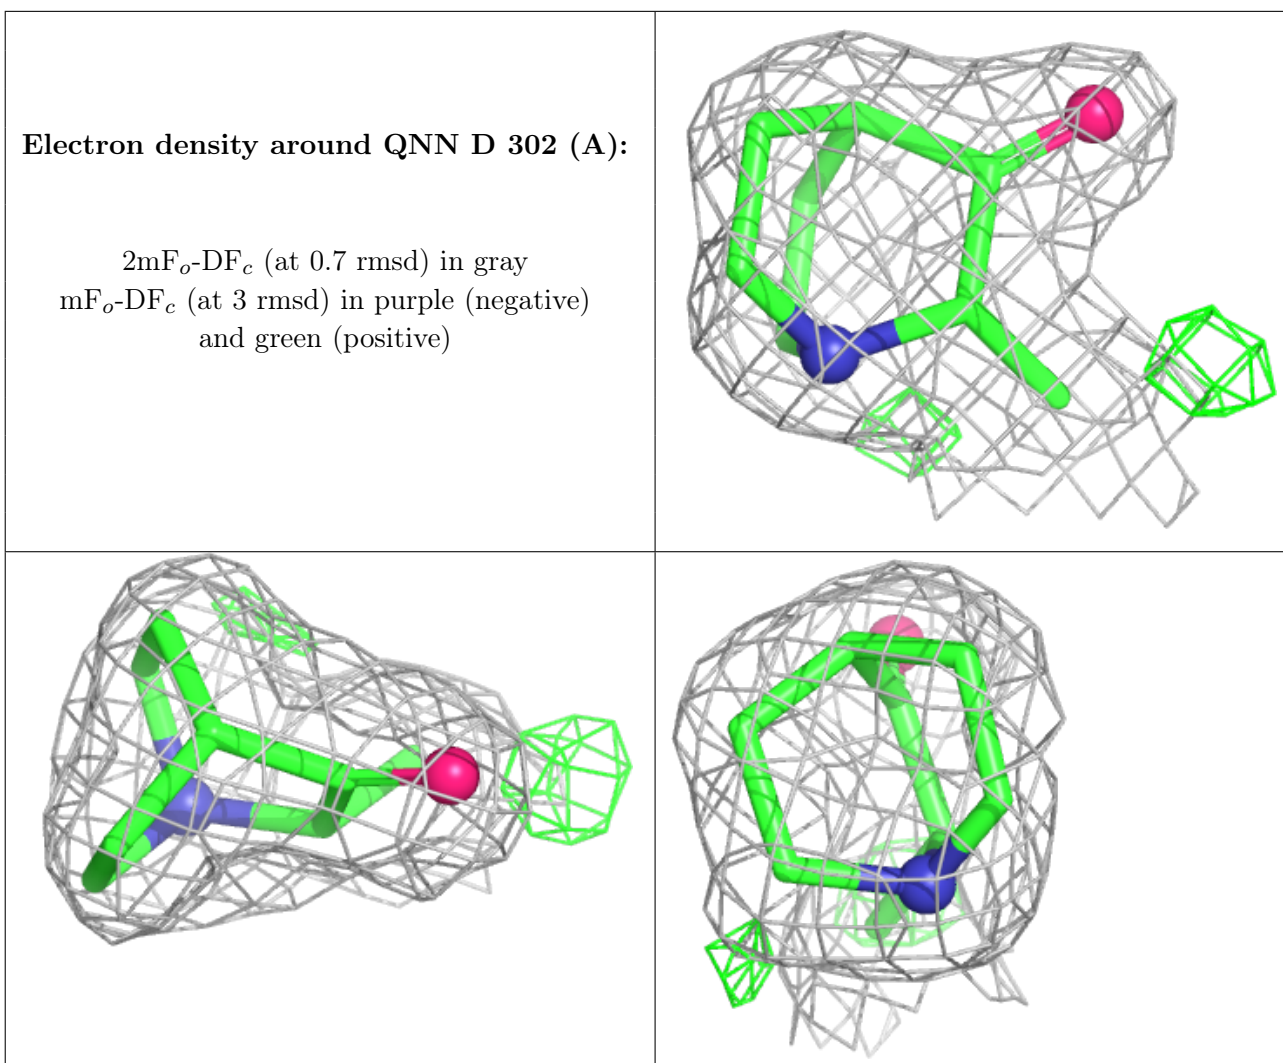 Electron density around QNN D 302 (A):
2mFo-DFc (at 0.7 rmsd) in gray
mFo-DFc (at 3 rmsd) in purple (negative)
and green (positive)